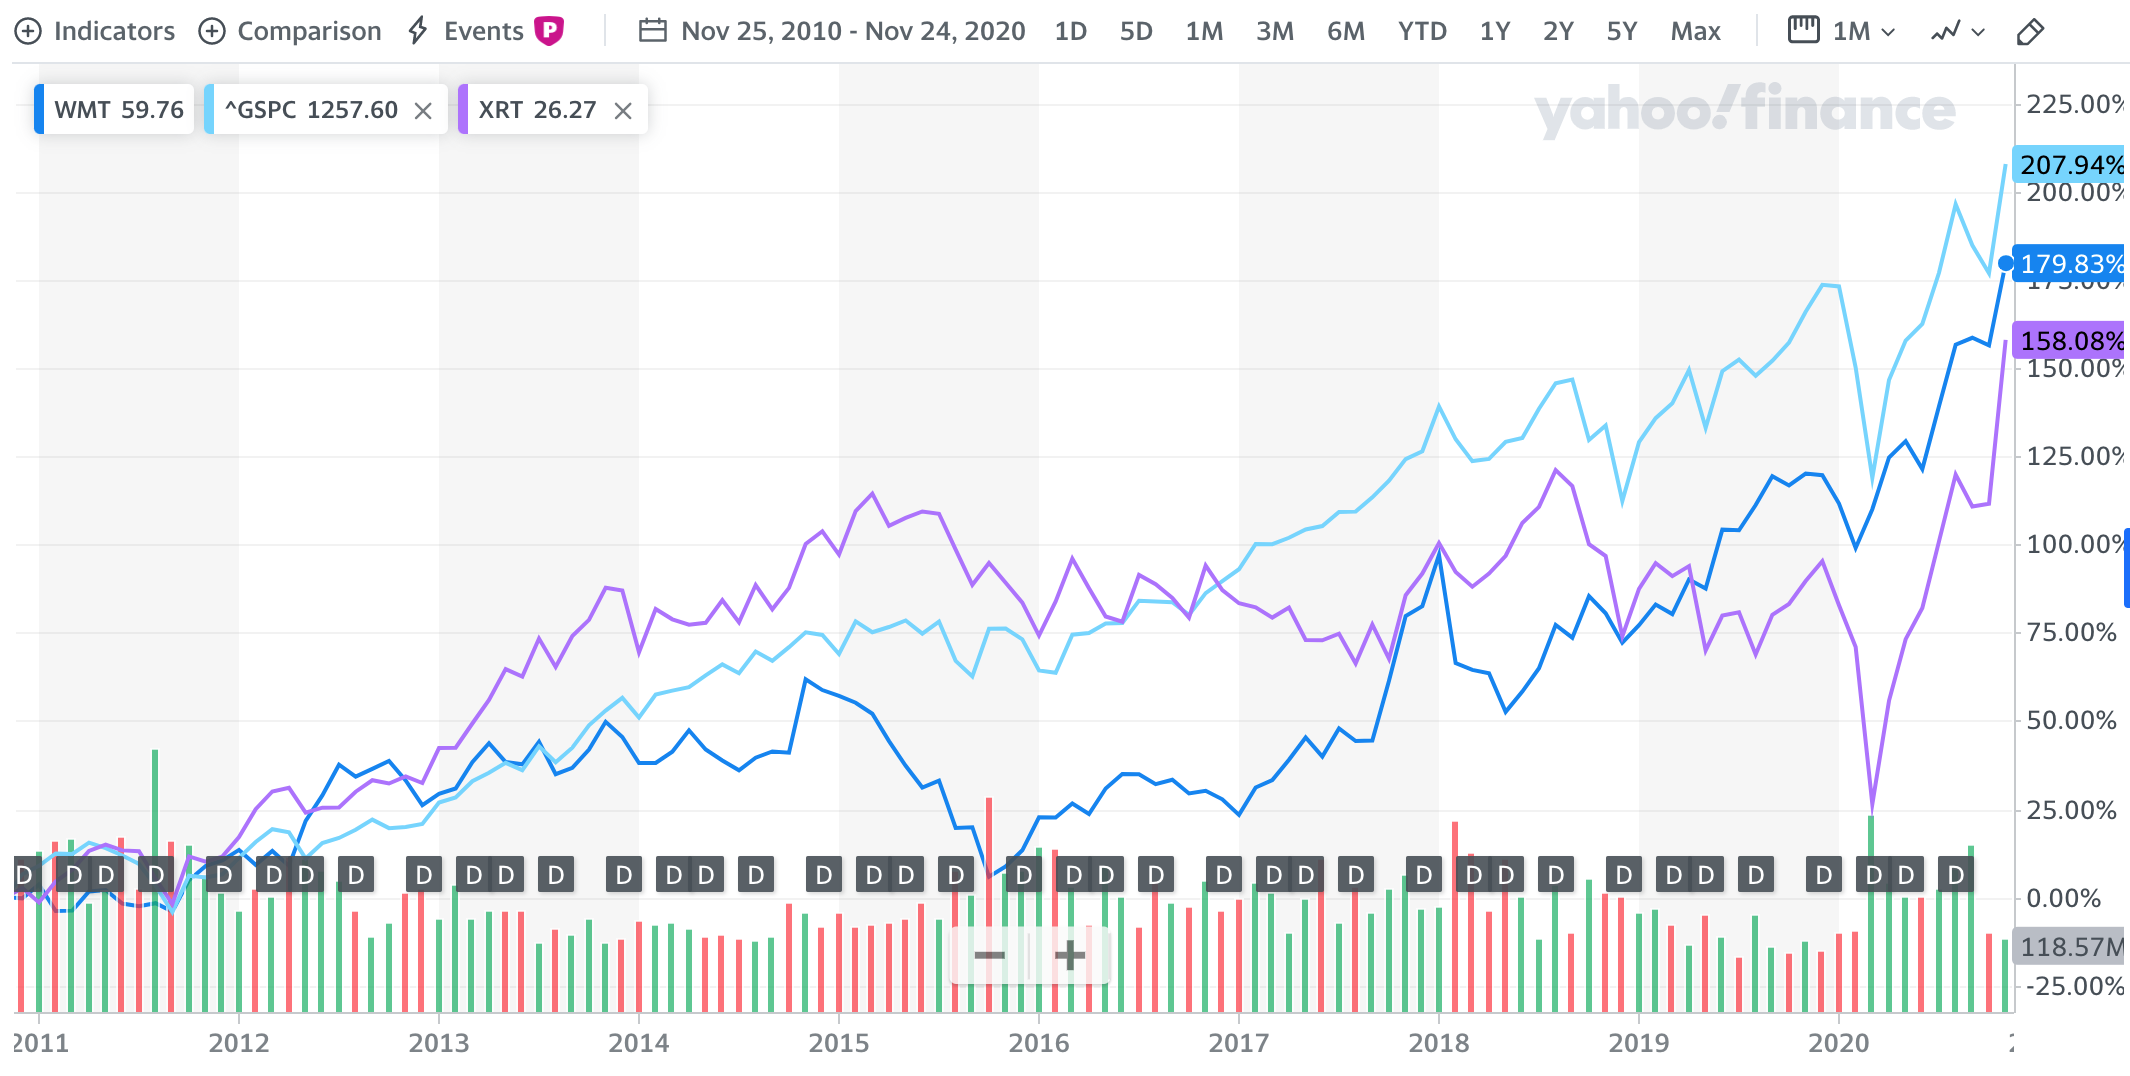 Indicators Comparison Events P Nov 25, 2010 - Nov 24, 2020 1D 5D 1M 3M 6M YTD 1Y 2Y 5Y Max 1M
WMT 59.76 ^GSPC 1257.60 XRT 26.27
yahoo!finance
225.00%
207.94%
200.00%
179.83%
175.00%
158.08%
150.00%
125.00%
100.00%
75.00%
50.00%
25.00%
D D D D D D D D D D D D D D D D D D D D D D D D D D D D D D D D D D D D D D D D
0.00%
118.57M
-25.00%
2011 2012 2013 2014 2015 2016 2017 2018 2019 2020